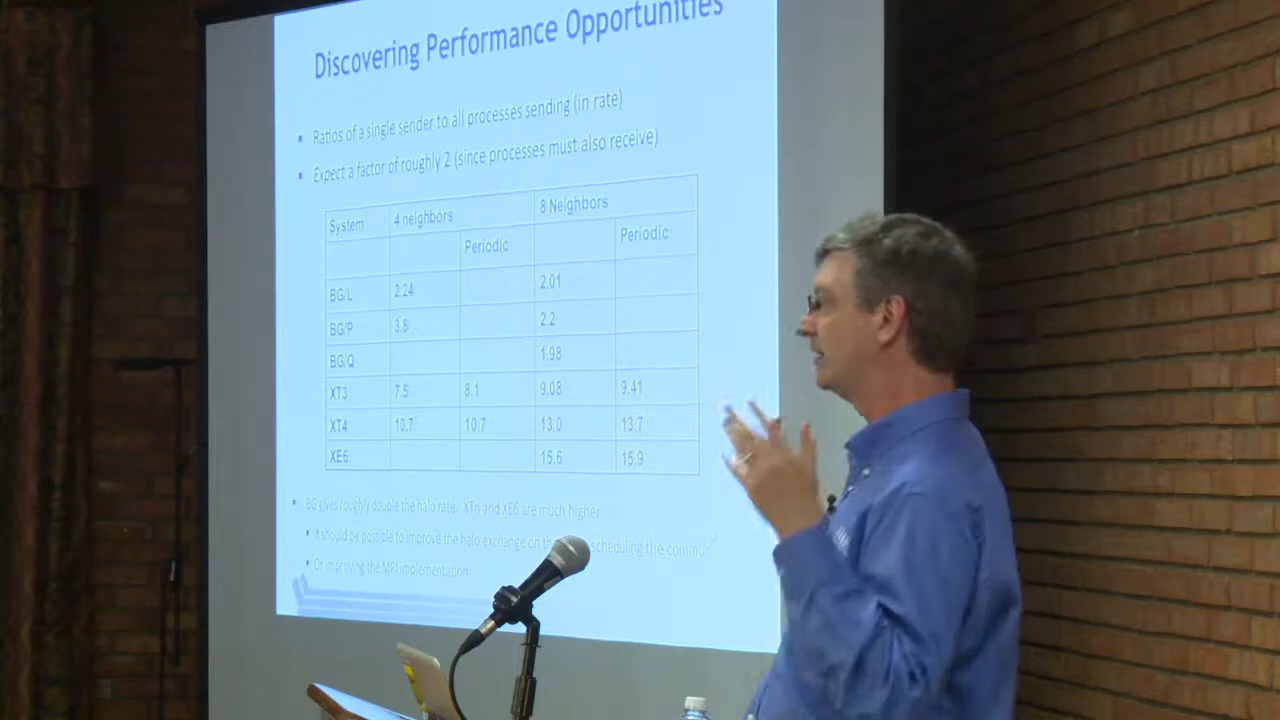 Discovering Performance Opportunities
Ratios of a single sender to all processes sending (in rate)
Expect a factor of roughly 2 (since processes must also receive)
System 4 neighbors 8 Neighbors
Periodic Periodic
BG/L 2.24 2.01
BG/P 3.8 2.2
BG/Q 1.98
XT3 7.5 8.1 9.08 9.41
XT4 10.7 10.7 13.0 13.7
XE6 15.6 15.9
BG gives roughly double the halo rate. XTn and XE6 are much higher
It should be possible to improve the halo exchange on scheduling the
Or improving the MPI implementation